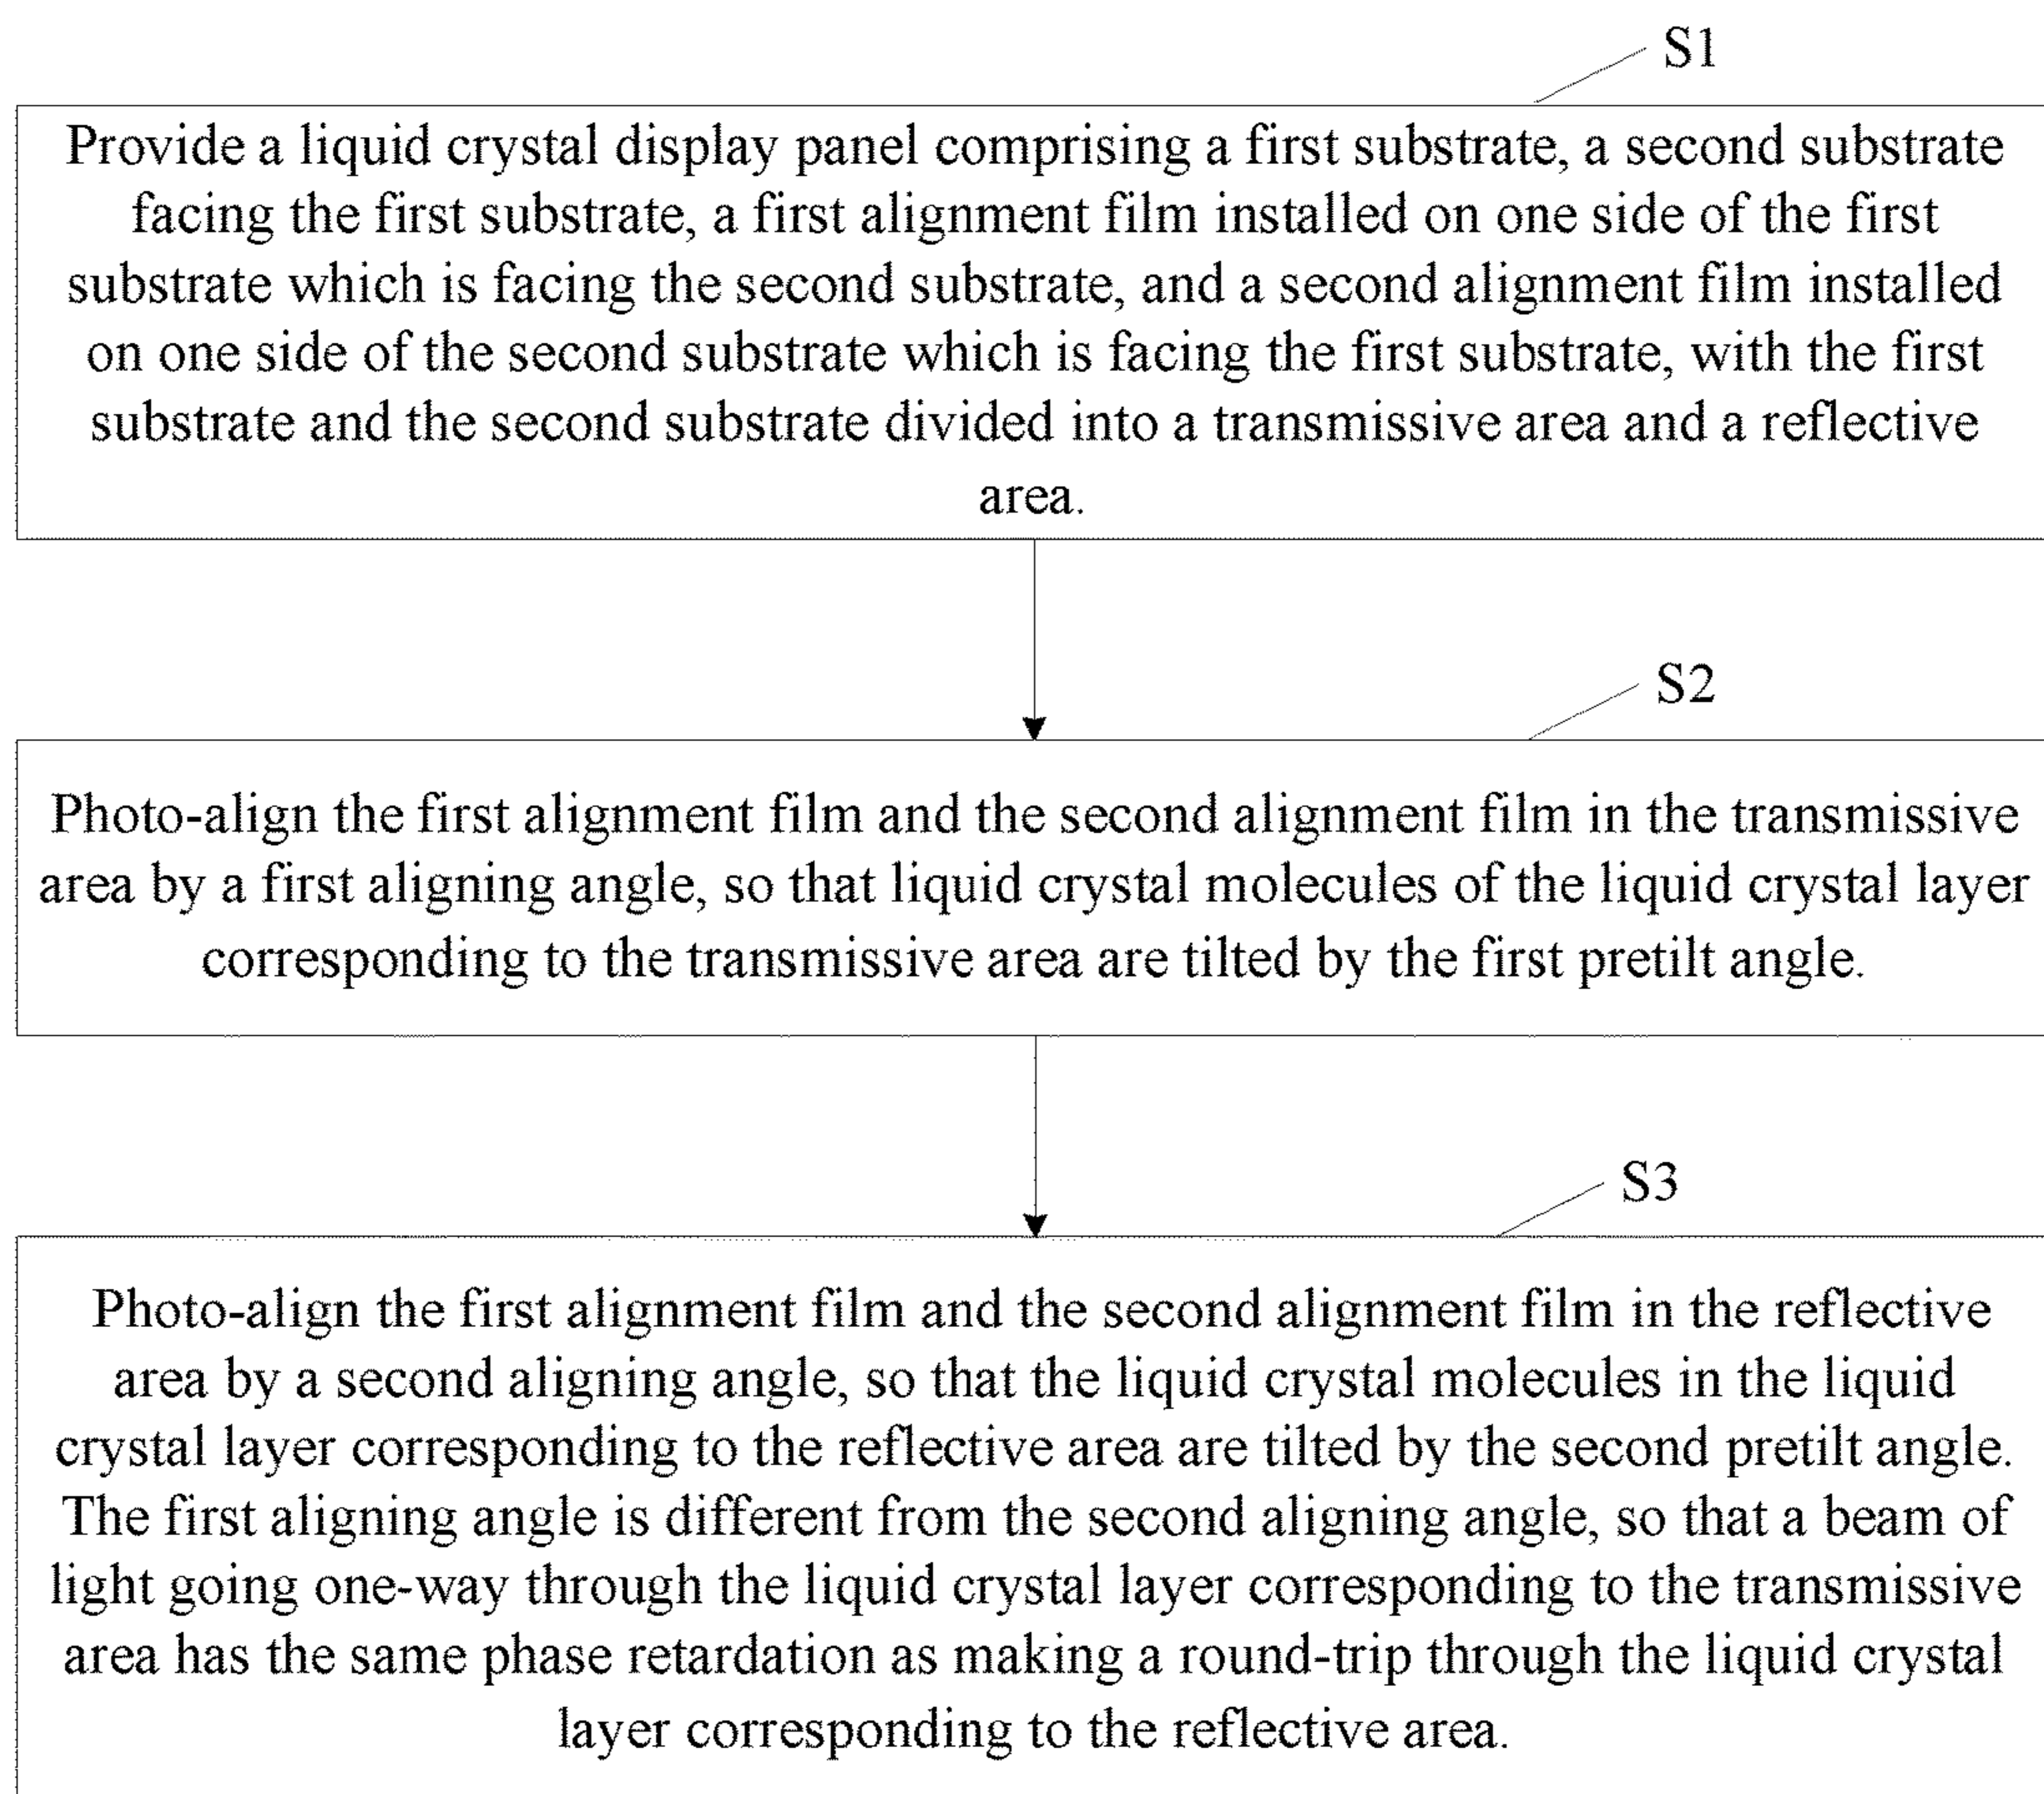 S1
Provide a liquid crystal display panel comprising a first substrate, a second substrate
facing the first substrate, a first alignment film installed on one side of the first
substrate which is facing the second substrate, and a second alignment film installed
on one side of the second substrate which is facing the first substrate, with the first
substrate and the second substrate divided into a transmissive area and a reflective
area.
S2
Photo-align the first alignment film and the second alignment film in the transmissive
area by a first aligning angle, so that liquid crystal molecules of the liquid crystal layer
corresponding to the transmissive area are tilted by the first pretilt angle.
S3
Photo-align the first alignment film and the second alignment film in the reflective
area by a second aligning angle, so that the liquid crystal molecules in the liquid
crystal layer corresponding to the reflective area are tilted by the second pretilt angle.
The first aligning angle is different from the second aligning angle, so that a beam of
light going one-way through the liquid crystal layer corresponding to the transmissive
area has the same phase retardation as making a round-trip through the liquid crystal
layer corresponding to the reflective area.